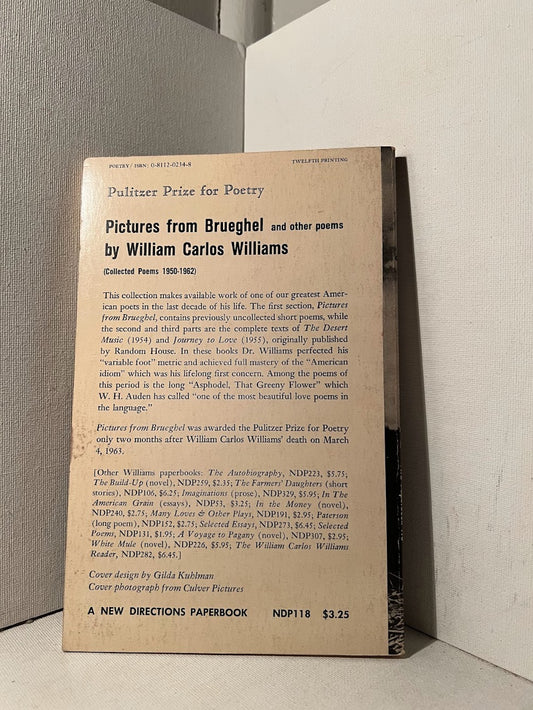 POETRY/ ISBN: 0-8112-0234-8 TWELFTH PRINTING
Pulitzer Prize for Poetry
Pictures from Brueghel and other poems
by William Carlos Williams
(Collected Poems 1950-1962)
This collection makes available work of one of our greatest Amer-
ican poets in the last decade of his life. The first section, Pictures
from Brueghel, contains previously uncollected short poems, while
the second and third parts are the complete texts of The Desert
Music (1954) and Journey to Love (1955), originally published
by Random House. In these books Dr. Williams perfected his
"variable foot" metric and achieved full mastery of the "American
idiom" which was his lifelong first concern. Among the poems of
this period is the long "Asphodel, That Greeny Flower" which
W. H. Auden has called "one of the most beautiful love poems in
the language."
Pictures from Brueghel was awarded the Pulitzer Prize for Poetry
only two months after William Carlos Williams' death on March
4, 1963.
[Other Williams paperbooks: The Autobiography, NDP223, $5.75;
The Build-Up (novel), NDP259, $2.35; The Farmers' Daughters (short
stories), NDP106, $6.25; Imaginations (prose), NDP329, $5.95; In The
American Grain (essays), NDP53, $3.25; In the Money (novel),
NDP240, $2.75; Many Loves & Other Plays, NDP191, $2.95; Paterson
(long poem), NDP152, $2.75; Selected Essays, NDP273, $6.45; Selected
Poems, NDP131, $1.95; A Voyage to Pagany (novel), NDP307, $2.95;
White Mule (novel), NDP226, $5.95; The William Carlos Williams
Reader, NDP282, $6.45.]
Cover design by Gilda Kuhlman
Cover photograph from Culver Pictures
A NEW DIRECTIONS PAPERBOOK NDP118 $3.25